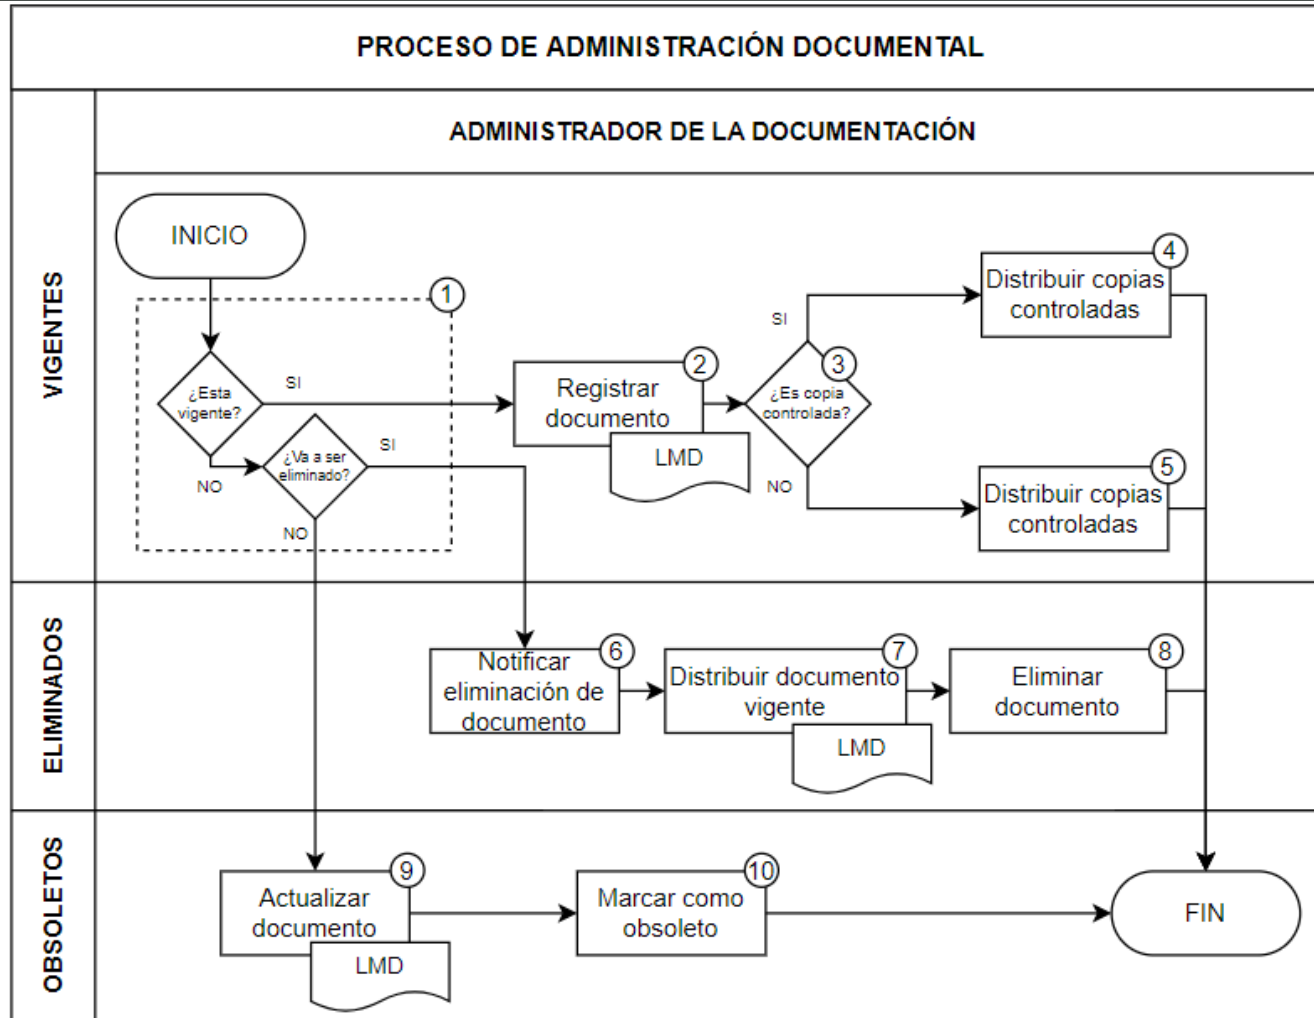 PROCESO DE ADMINISTRACIÓN DOCUMENTAL
ADMINISTRADOR DE LA DOCUMENTACIÓN
VIGENTES
INICIO
1
¿Esta
vigente?
SI
NO
¿Va a ser
eliminado?
SI
NO
2
Registrar
documento
LMD
3
¿Es copia
controlada?
SI
NO
4
Distribuir copias
controladas
5
Distribuir copias
controladas
ELIMINADOS
6
Notificar
eliminación de
documento
7
Distribuir documento
vigente
LMD
8
Eliminar
documento
OBSOLETOS
9
Actualizar
documento
LMD
10
Marcar como
obsoleto
FIN